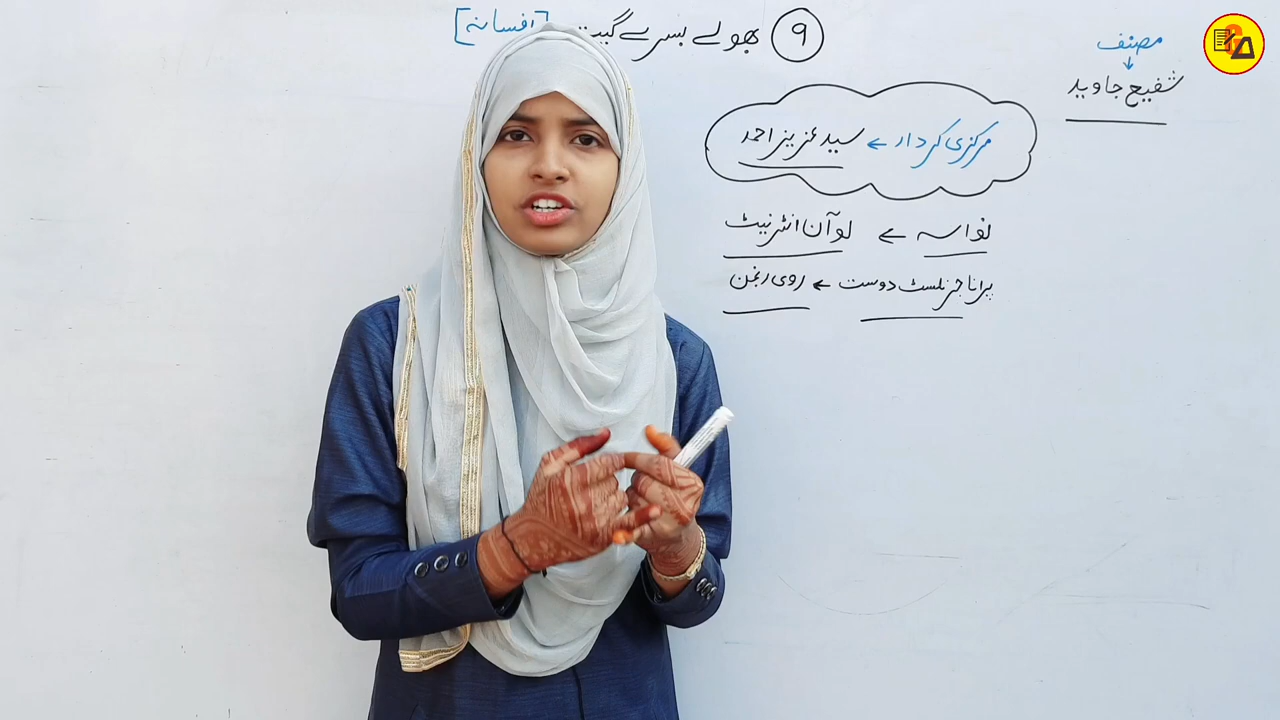 ۹ بھولے بسرے گیت [افسانہ]
مصنف
↓
شفیع جاوید
مرکزی کردار ← سید عزیز احمد
نواسہ ← لو آن انٹرنیٹ
پرانا جرنلسٹ دوست ← روی رنجن